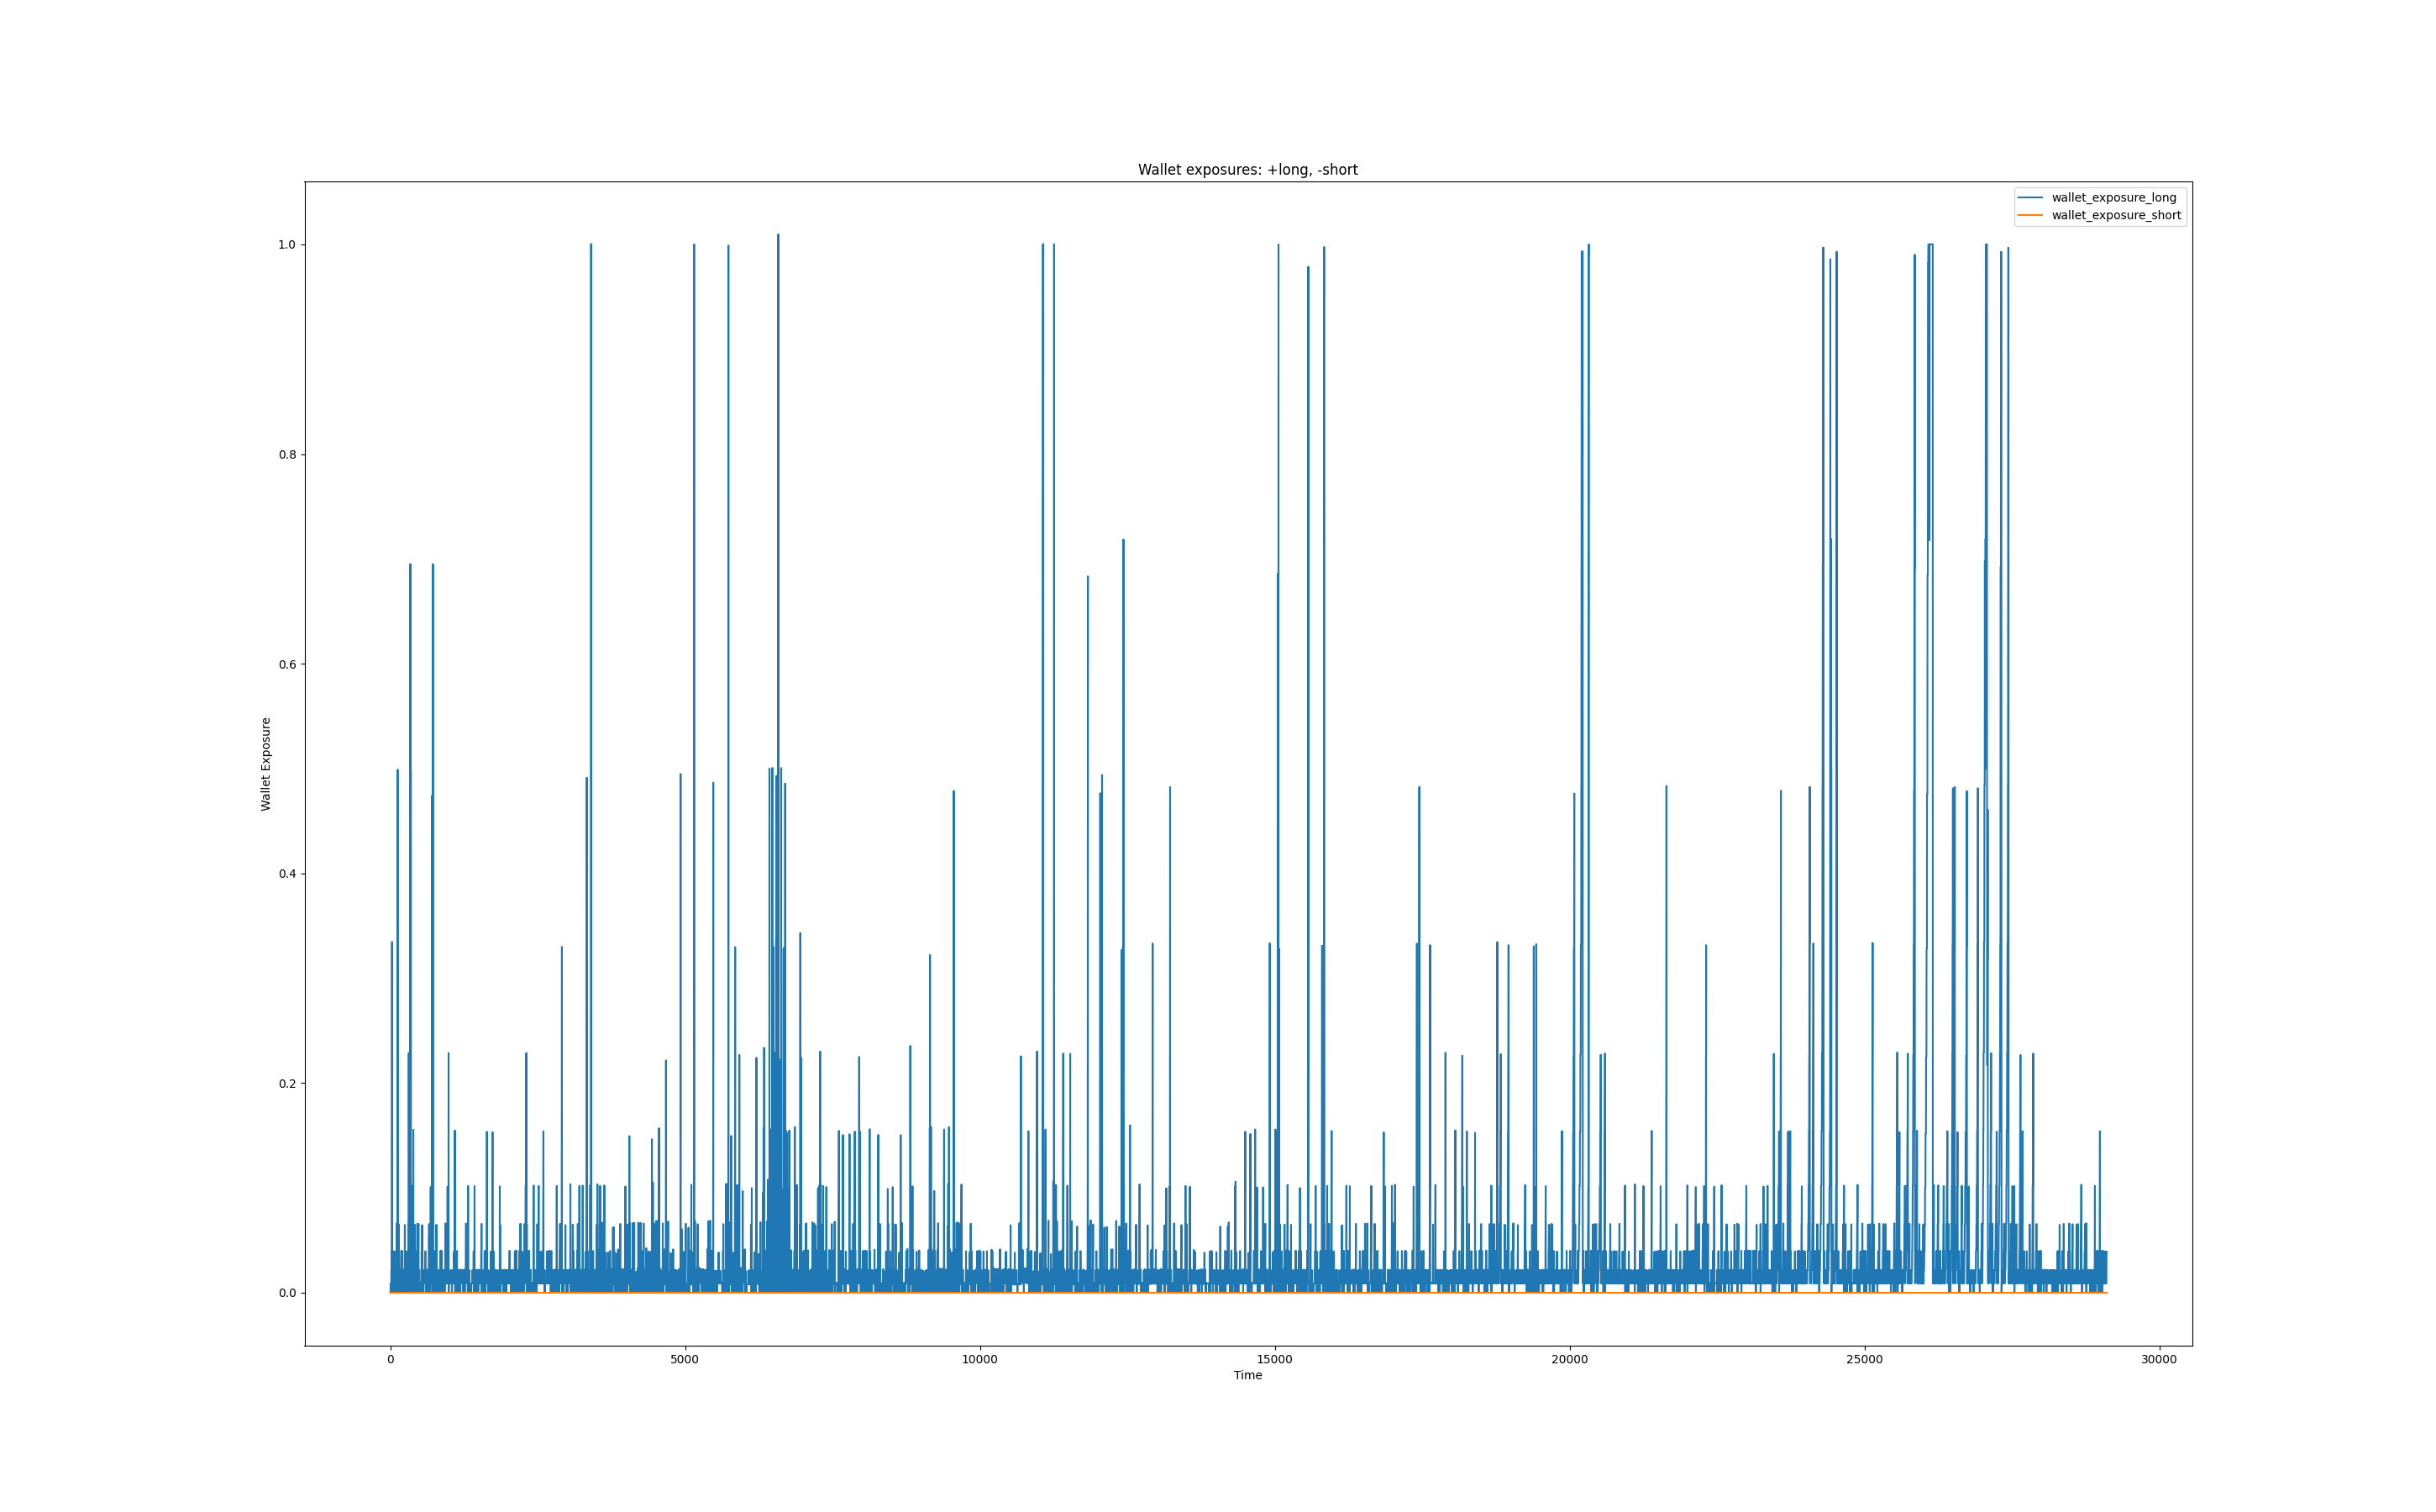 Wallet exposures: +long, -short
wallet_exposure_long
wallet_exposure_short
1.0
0.8
0.6
0.4
0.2
0.0
Wallet Exposure
0 5000 10000 15000 20000 25000 30000
Time